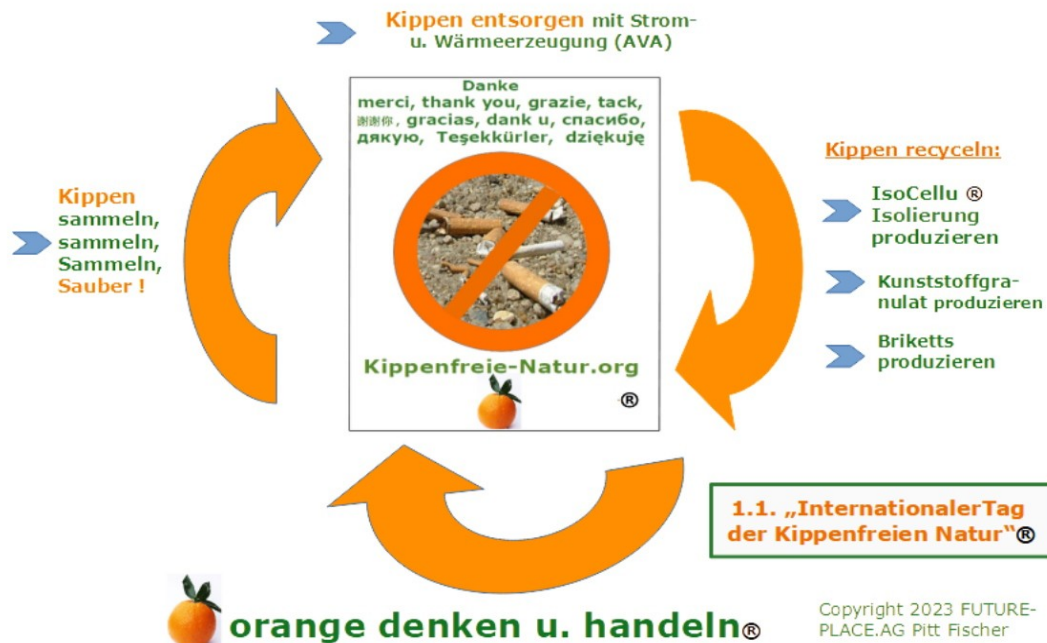 Kippen entsorgen mit Strom-
u. Wärmeerzeugung (AVA)
Danke
merci, thank you, grazie, tack,
谢谢你, gracias, dank u, спасибо,
дякую, Teşekkürler, dziękuję
Kippenfreie-Natur.org
®
Kippen
sammeln,
sammeln,
Sammeln,
Sauber !
Kippen recyceln:
IsoCellu ®
Isolierung
produzieren
Kunststoffgra-
nulat produzieren
Briketts
produzieren
1.1. „InternationalerTag
der Kippenfreien Natur“®
orange denken u. handeln®
Copyright 2023 FUTURE-
PLACE.AG Pitt Fischer